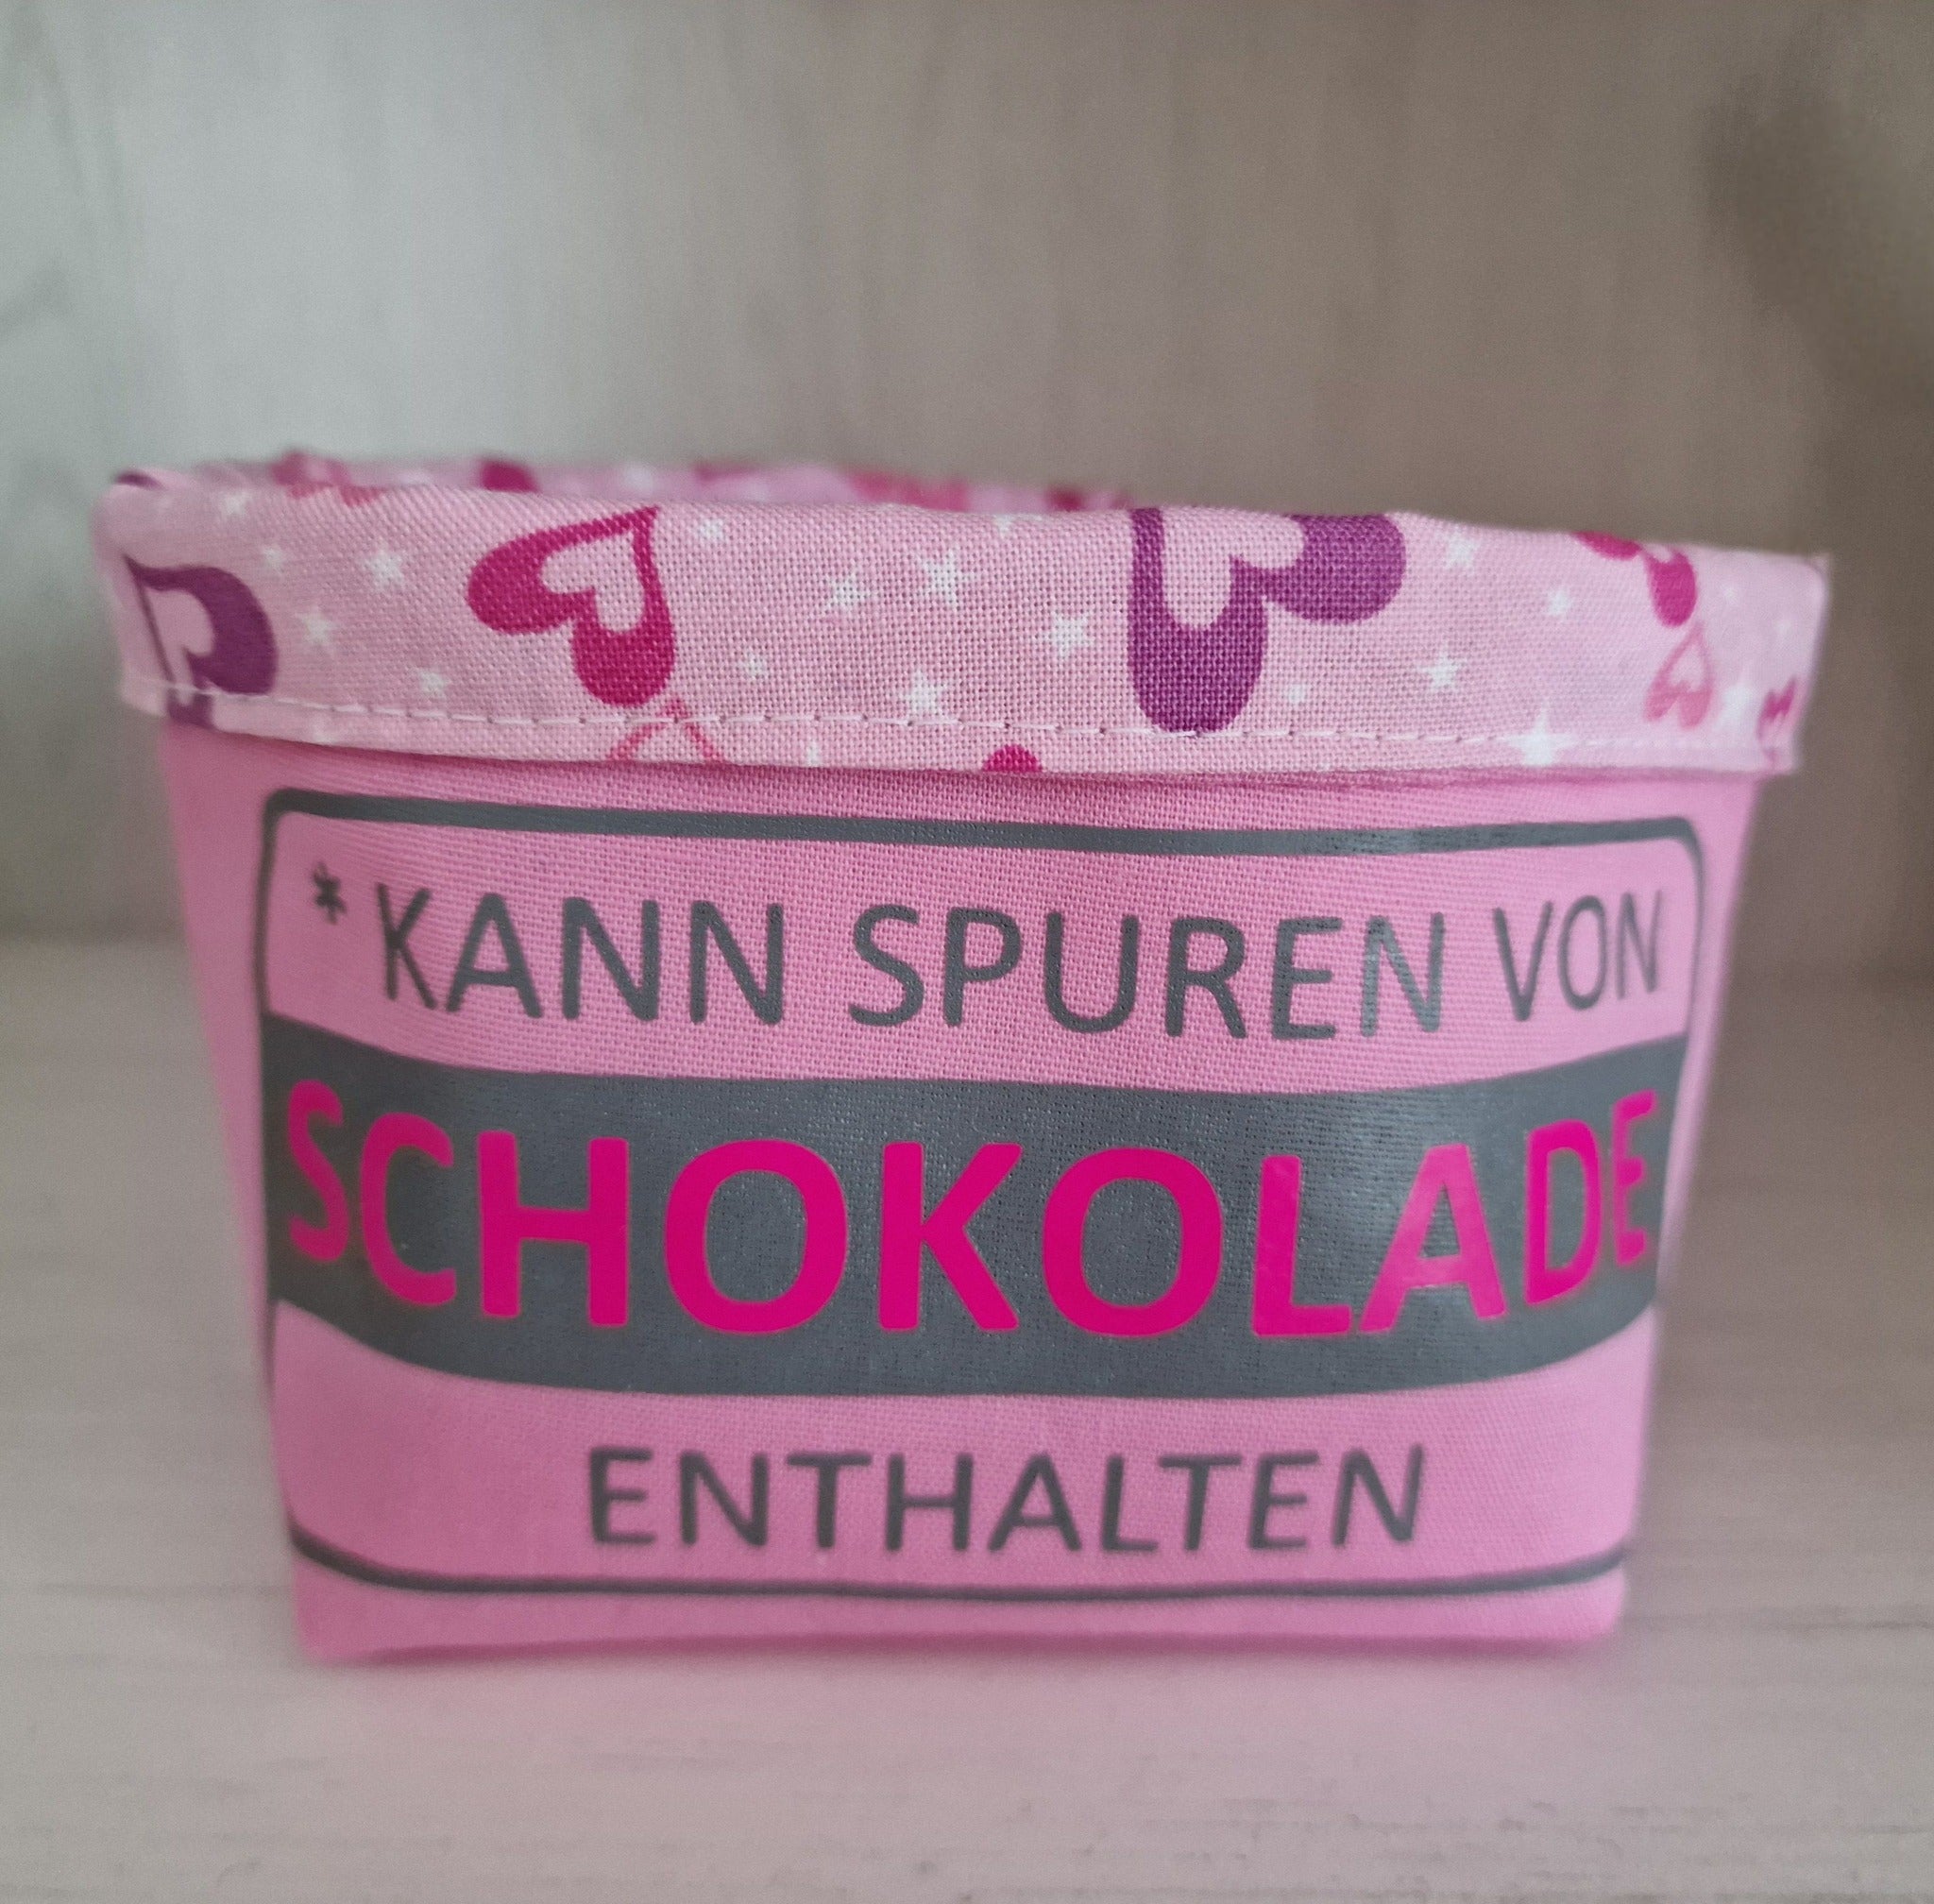 * KANN SPUREN VON
SCHOKOLADE
ENTHALTEN